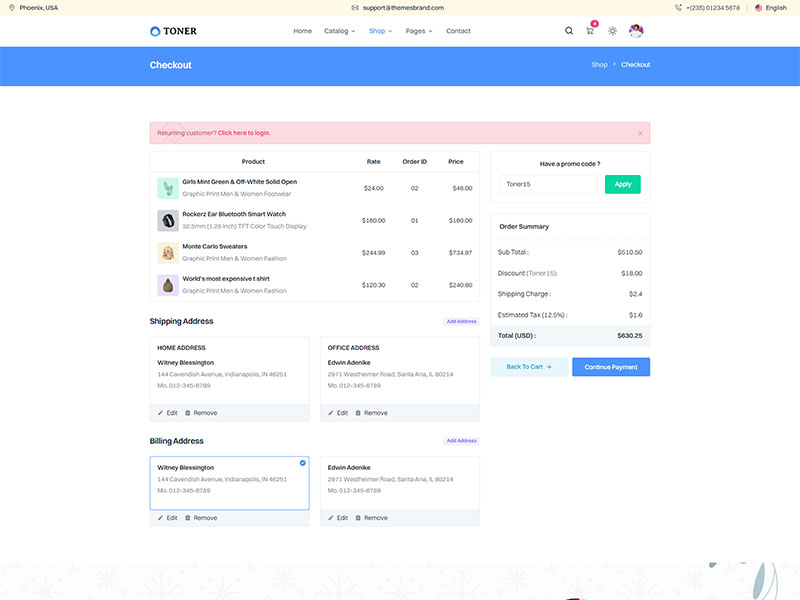 Phoenix, USA
support@themesbrand.com
+(235) 01234 5678
English
TONER
Home
Catalog
Shop
Pages
Contact
4
Checkout
Shop
Checkout
Returning customer? Click here to login.
Product Rate Order ID Price
Girls Mint Green & Off-White Solid Open
Graphic Print Men & Women Footwear
$24.00 02 $48.00
Rockerz Ear Bluetooth Smart Watch
32.5mm (1.28 Inch) TFT Color Touch Display
$160.00 01 $160.00
Monte Carlo Sweaters
Graphic Print Men & Women Fashion
$244.99 03 $734.97
World's most expensive t shirt
Graphic Print Men & Women Fashion
$120.30 02 $240.60
Have a promo code ?
Toner15
Apply
Order Summary
Sub Total : $510.50
Discount (Toner15): $18.00
Shipping Charge : $2.4
Estimated Tax (12.5%) : $1.6
Total (USD) : $630.25
Back To Cart
Continue Payment
Shipping Address
Add Address
HOME ADDRESS
Witney Blessington
144 Cavendish Avenue, Indianapolis, IN 46251
Mo. 012-345-6789
Edit Remove
OFFICE ADDRESS
Edwin Adenike
2971 Westheimer Road, Santa Ana, IL 80214
Mo. 012-345-6789
Edit Remove
Billing Address
Add Address
Witney Blessington
144 Cavendish Avenue, Indianapolis, IN 46251
Mo. 012-345-6789
Edit Remove
Edwin Adenike
2971 Westheimer Road, Santa Ana, IL 80214
Mo. 012-345-6789
Edit Remove